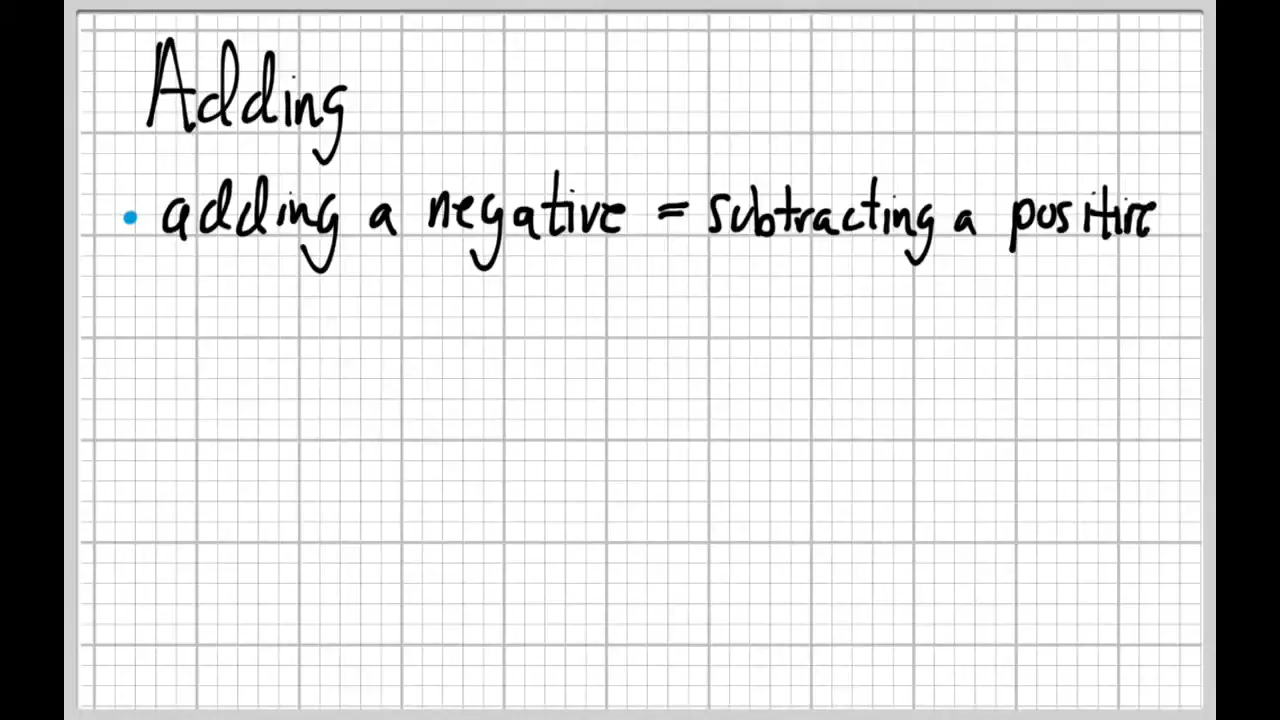 Adding
• adding a negative = subtracting a positive